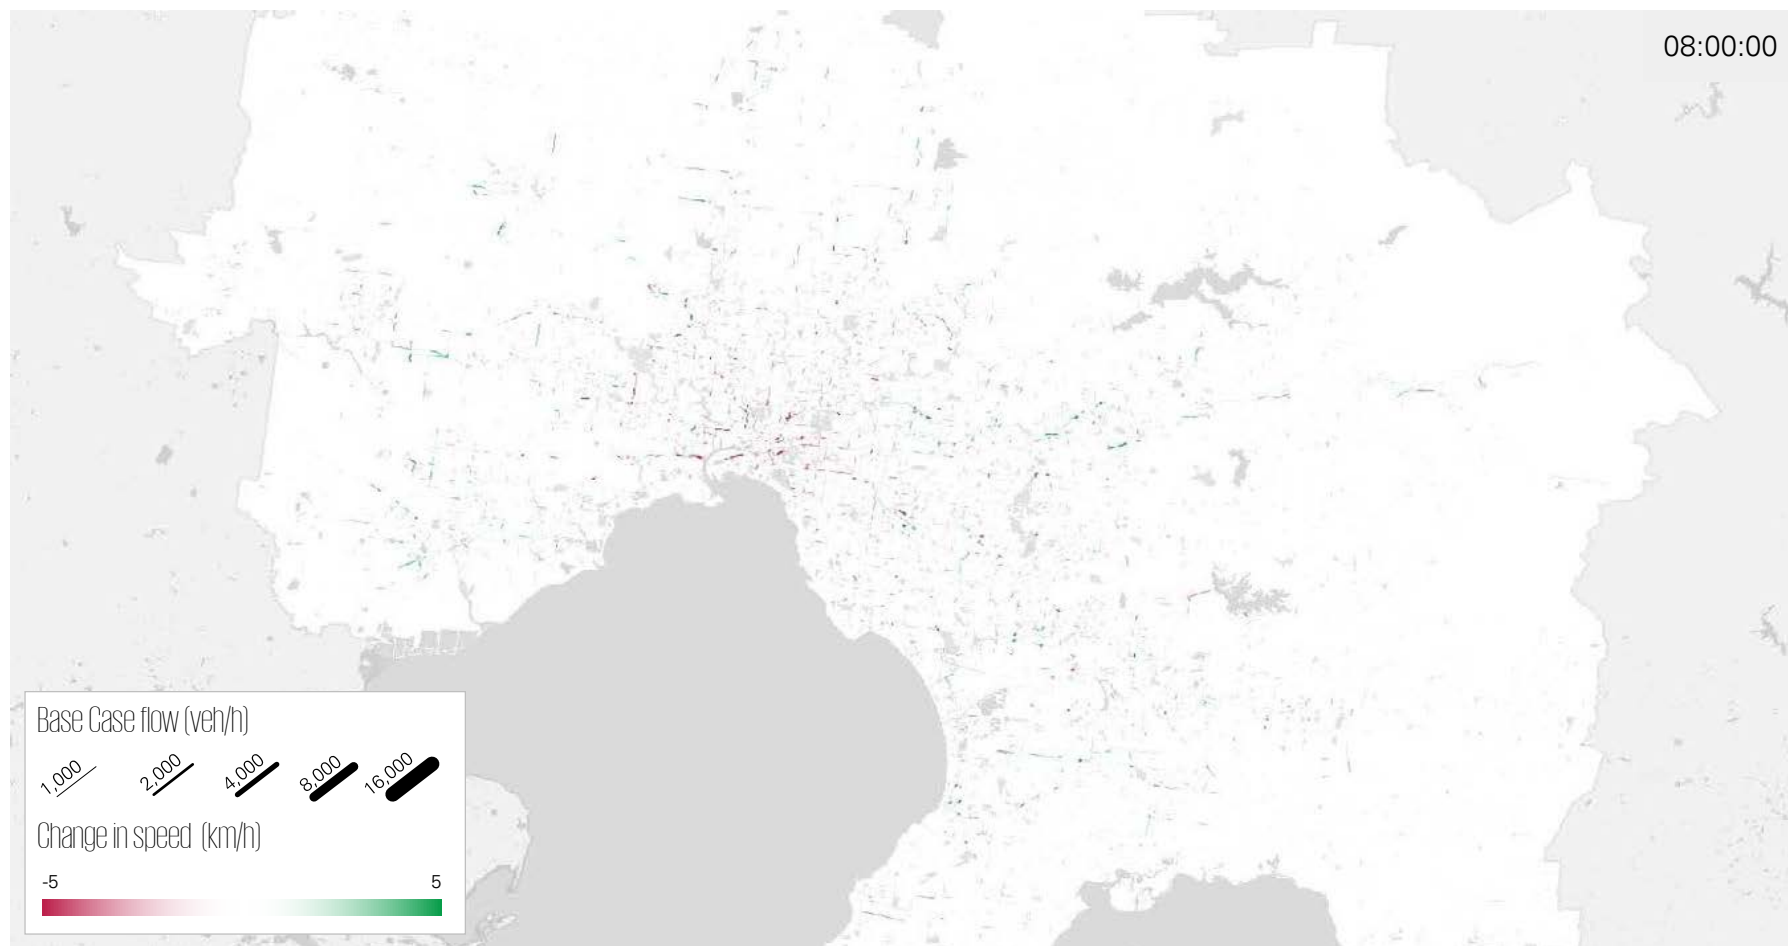 08:00:00
Base Case flow (veh/h)
1,000 2,000 4,000 8,000 16,000
Change in speed (km/h)
-5 5